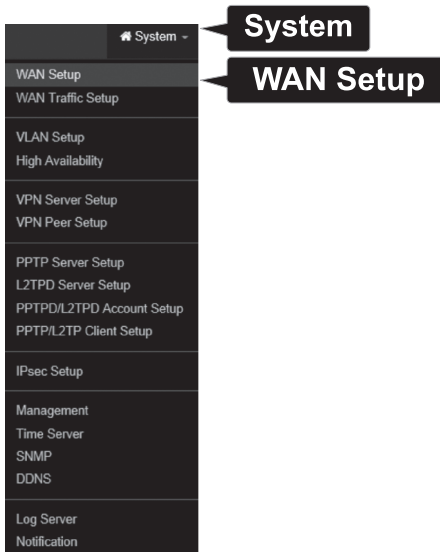 System
System
WAN Setup
WAN Setup
WAN Traffic Setup
VLAN Setup
High Availability
VPN Server Setup
VPN Peer Setup
PPTP Server Setup
L2TPD Server Setup
PPTPD/L2TPD Account Setup
PPTP/L2TP Client Setup
IPsec Setup
Management
Time Server
SNMP
DDNS
Log Server
Notification